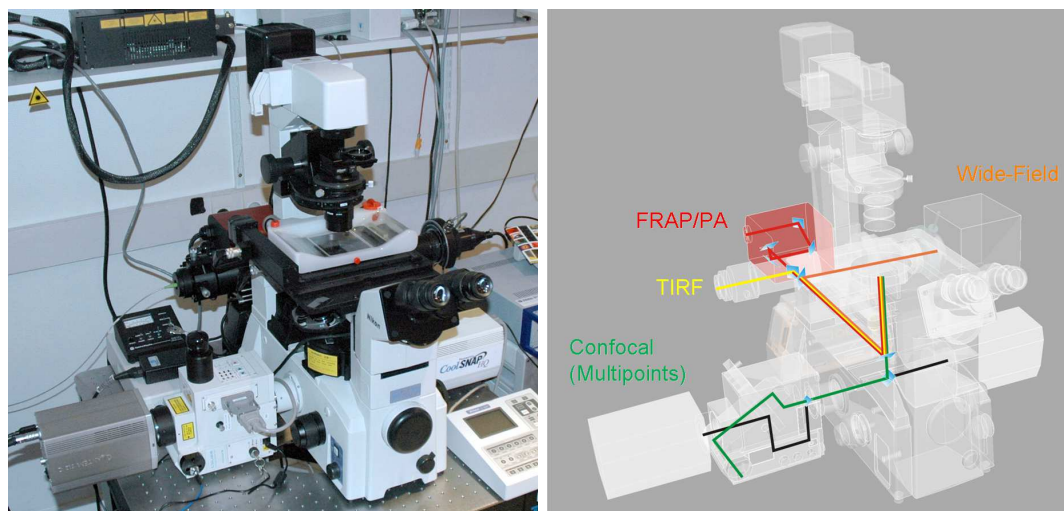 Nikon
CoolSNAP
HQ
Wide-Field
FRAP/PA
TIRF
Confocal
(Multipoints)